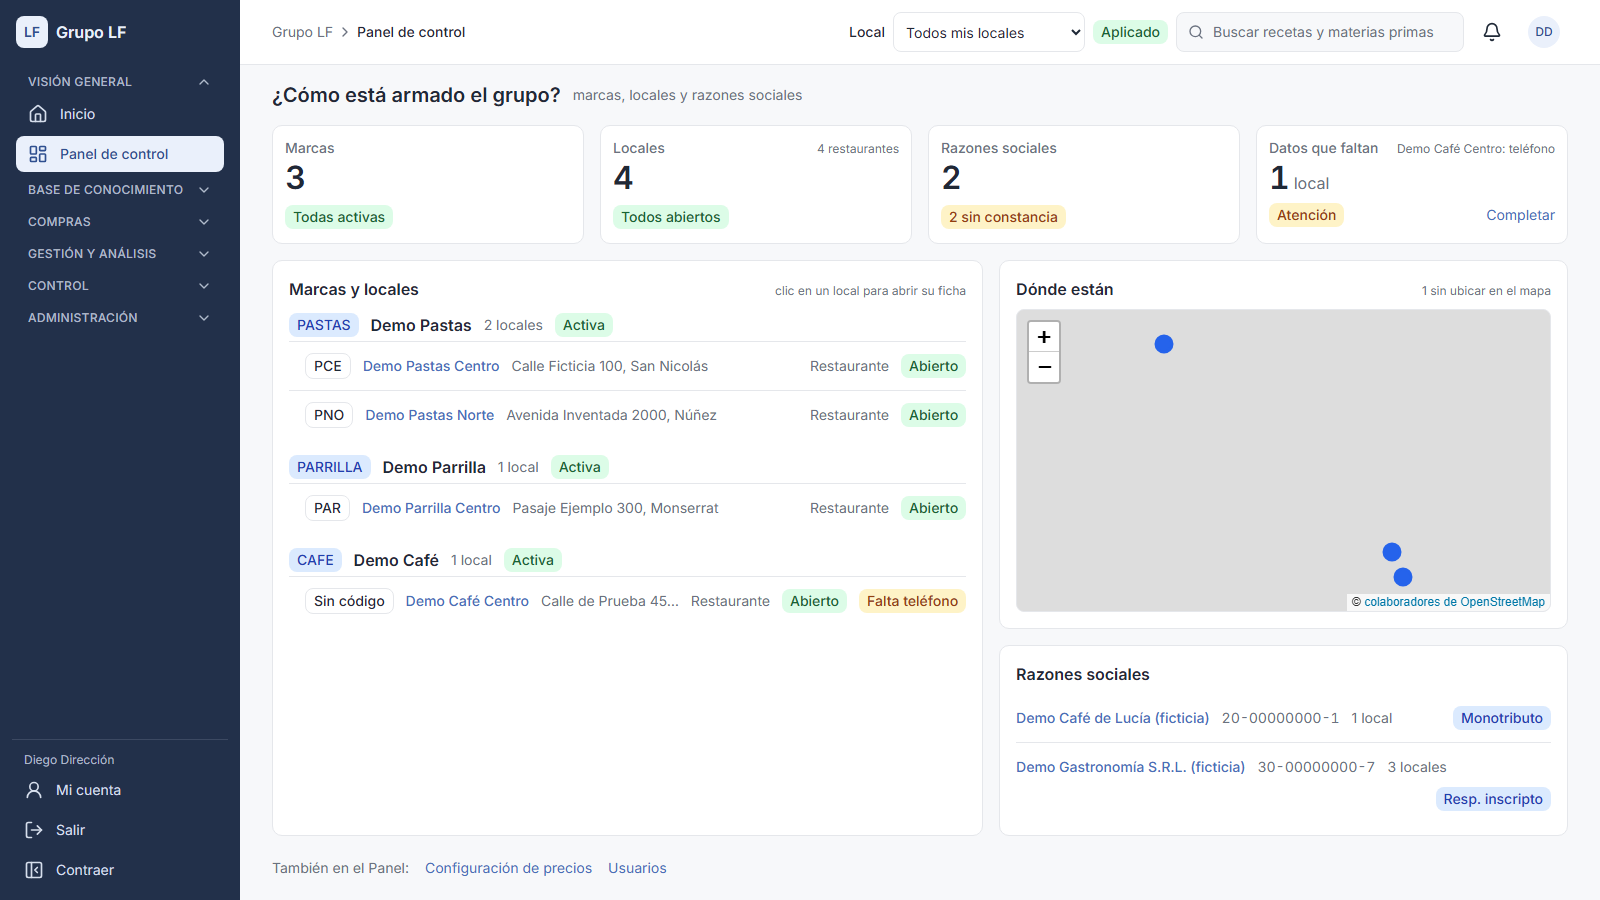 LF Grupo LF
VISIÓN GENERAL
Inicio
Panel de control
BASE DE CONOCIMIENTO
COMPRAS
GESTIÓN Y ANÁLISIS
CONTROL
ADMINISTRACIÓN
Diego Dirección
Mi cuenta
Salir
Contraer
Grupo LF > Panel de control
Local Todos mis locales Aplicado Buscar recetas y materias primas DD
¿Cómo está armado el grupo? marcas, locales y razones sociales
Marcas
3
Todas activas
Locales 4 restaurantes
4
Todos abiertos
Razones sociales
2
2 sin constancia
Datos que faltan Demo Café Centro: teléfono
1 local
Atención Completar
Marcas y locales clic en un local para abrir su ficha
PASTAS Demo Pastas 2 locales Activa
PCE Demo Pastas Centro Calle Ficticia 100, San Nicolás Restaurante Abierto
PNO Demo Pastas Norte Avenida Inventada 2000, Núñez Restaurante Abierto
PARRILLA Demo Parrilla 1 local Activa
PAR Demo Parrilla Centro Pasaje Ejemplo 300, Monserrat Restaurante Abierto
CAFE Demo Café 1 local Activa
Sin código Demo Café Centro Calle de Prueba 45... Restaurante Abierto Falta teléfono
Dónde están 1 sin ubicar en el mapa
+
−
© colaboradores de OpenStreetMap
Razones sociales
Demo Café de Lucía (ficticia) 20-00000000-1 1 local Monotributo
Demo Gastronomía S.R.L. (ficticia) 30-00000000-7 3 locales
Resp. inscripto
También en el Panel: Configuración de precios Usuarios